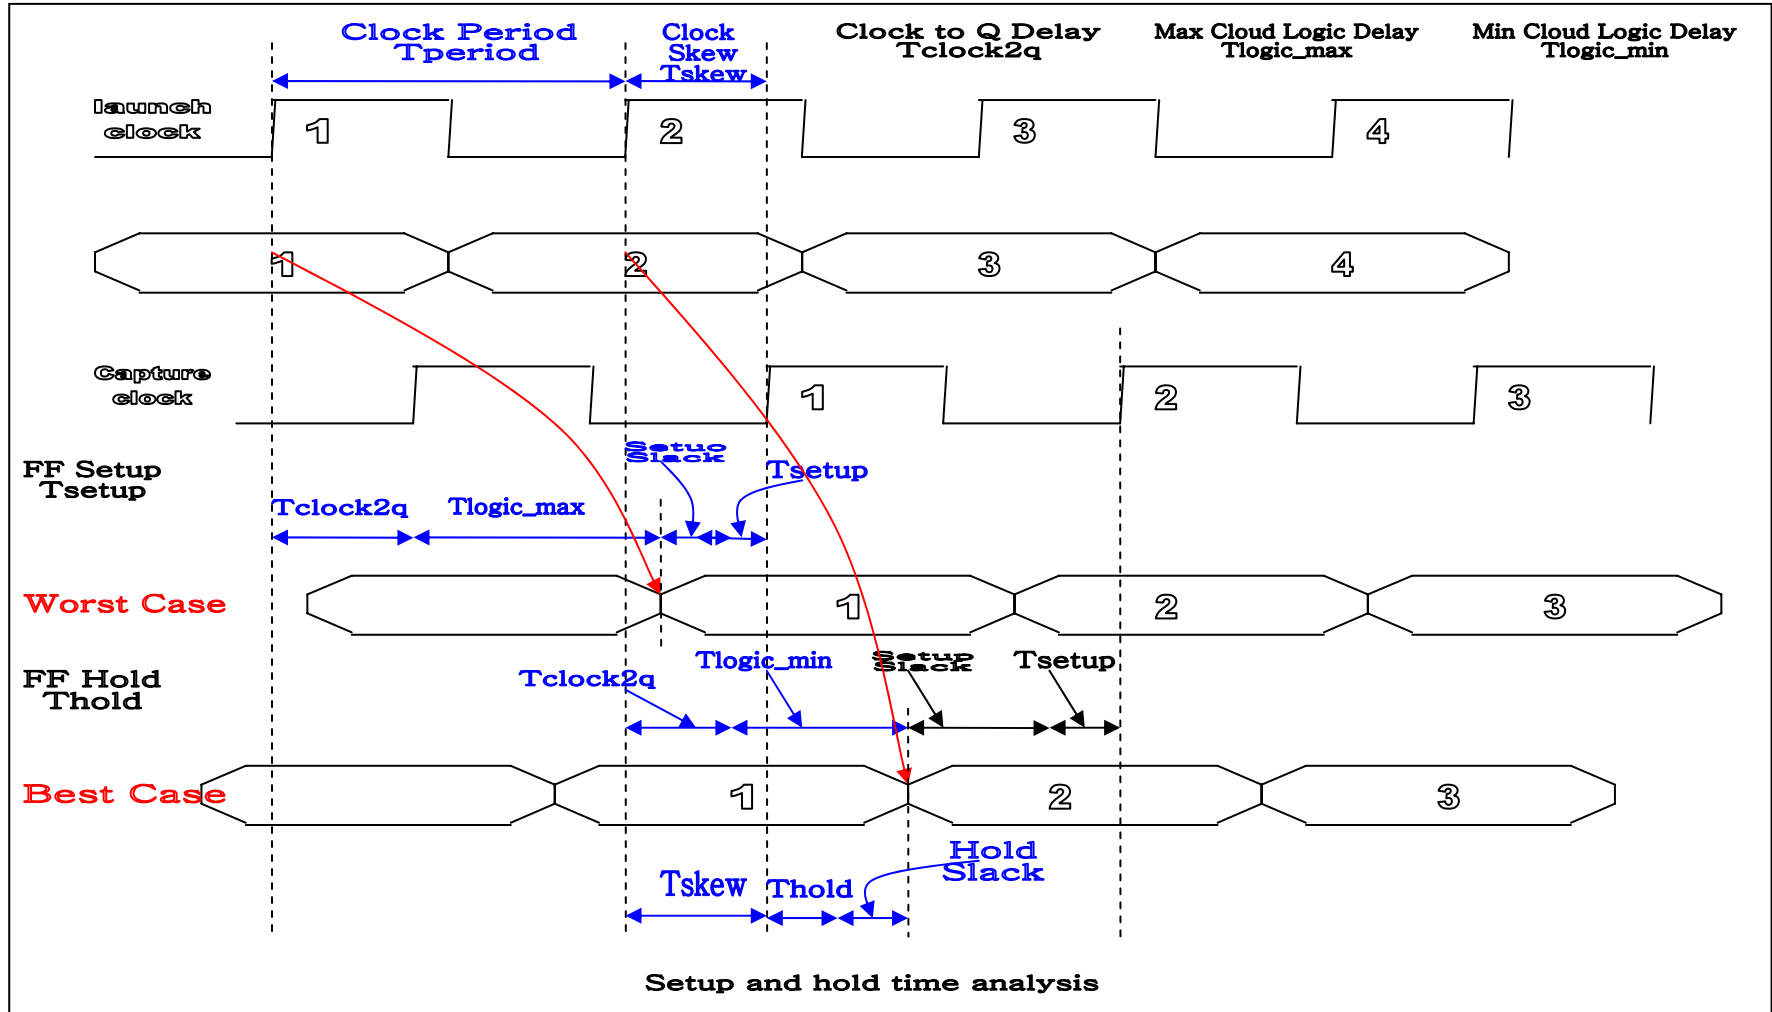 Clock Period
Tperiod
Clock
Skew
Tskew
Clock to Q Delay
Tclock2q
Max Cloud Logic Delay
Tlogic_max
Min Cloud Logic Delay
Tlogic_min
launch
clock
1 2 3 4
1 2 3 4
Capture
clock
1 2 3
FF Setup
Tsetup
Setuo
Slack
Tsetup
Tclock2q
Tlogic_max
Worst Case
1 2 3
FF Hold
Thold
Tclock2q
Tlogic_min
Setup
Slack
Tsetup
Best Case
1 2 3
Hold
Slack
Tskew
Thold
Setup and hold time analysis